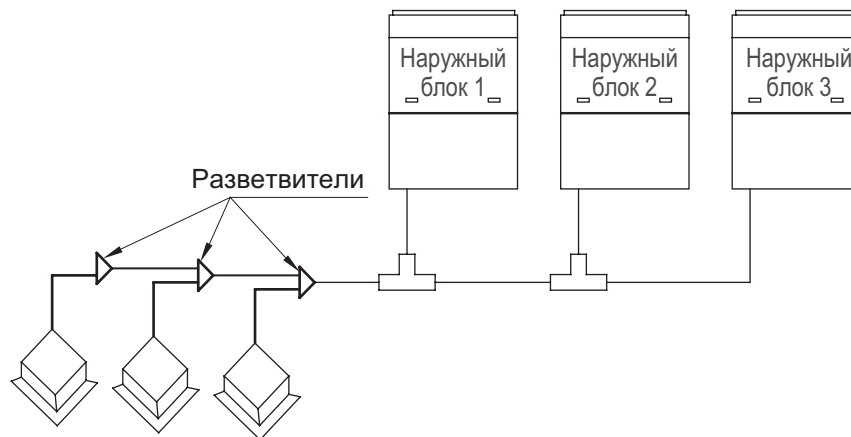 Наружный
блок 1
Наружный
блок 2
Наружный
блок 3
Разветвители